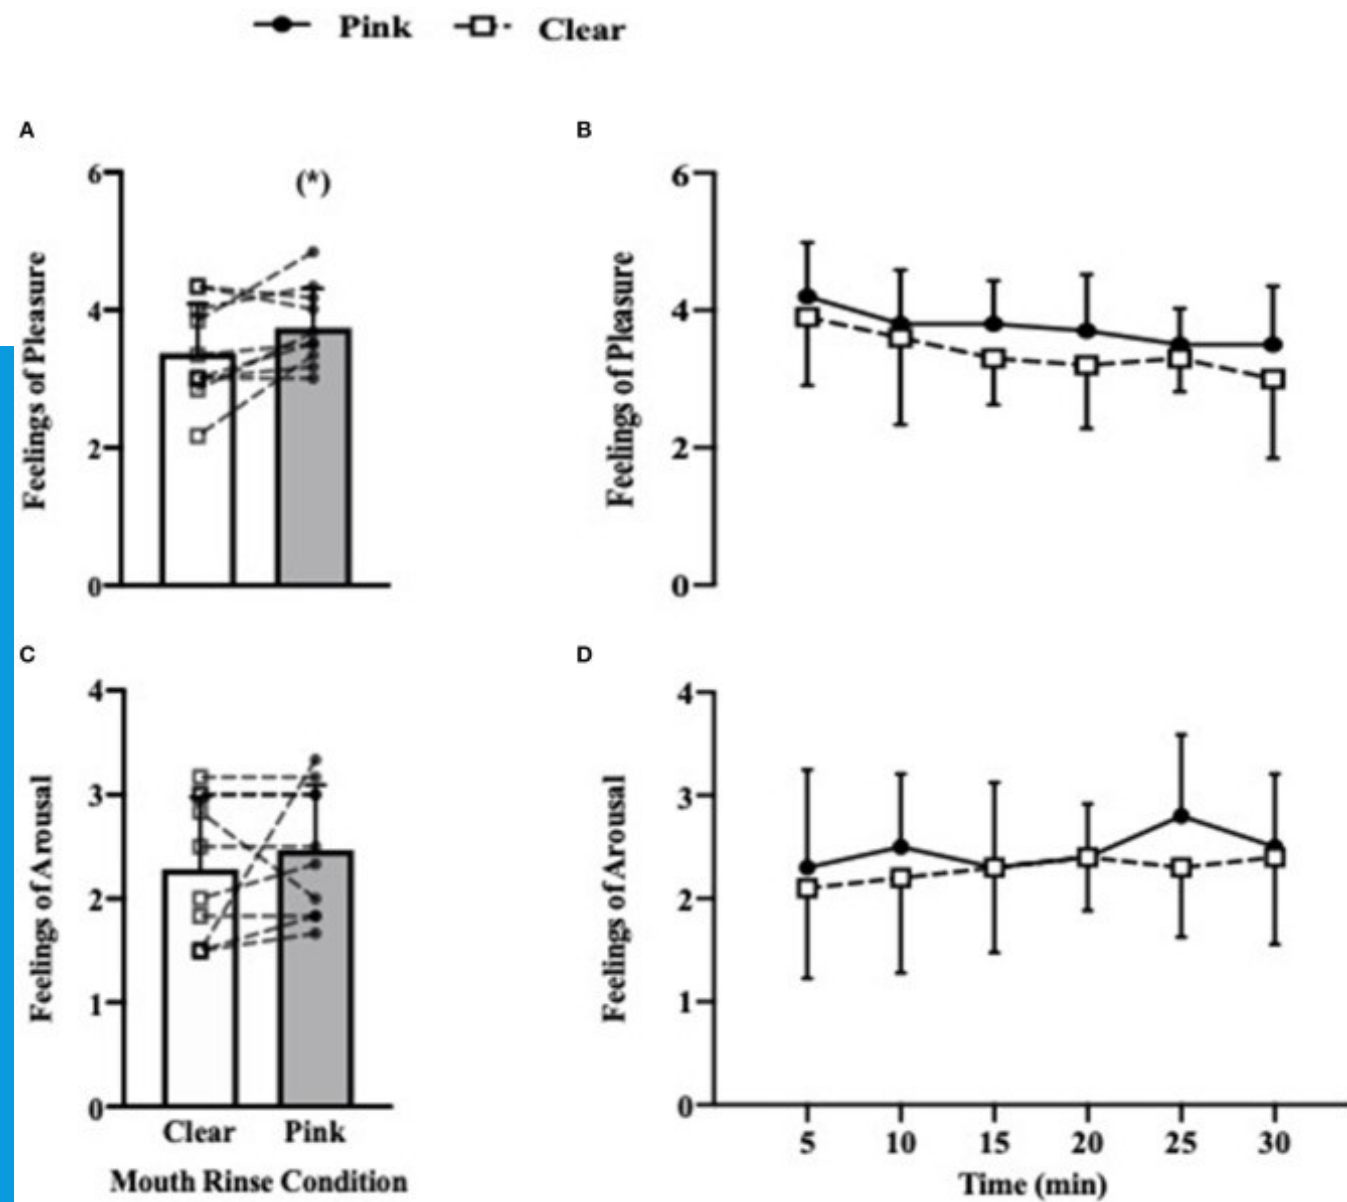 Pink Clear
A
B
6
4
2
0
Feelings of Pleasure
(*)
6
4
2
0
Feelings of Pleasure
C
D
4
3
2
1
0
Feelings of Arousal
Clear Pink
Mouth Rinse Condition
4
3
2
1
0
Feelings of Arousal
5 10 15 20 25 30
Time (min)